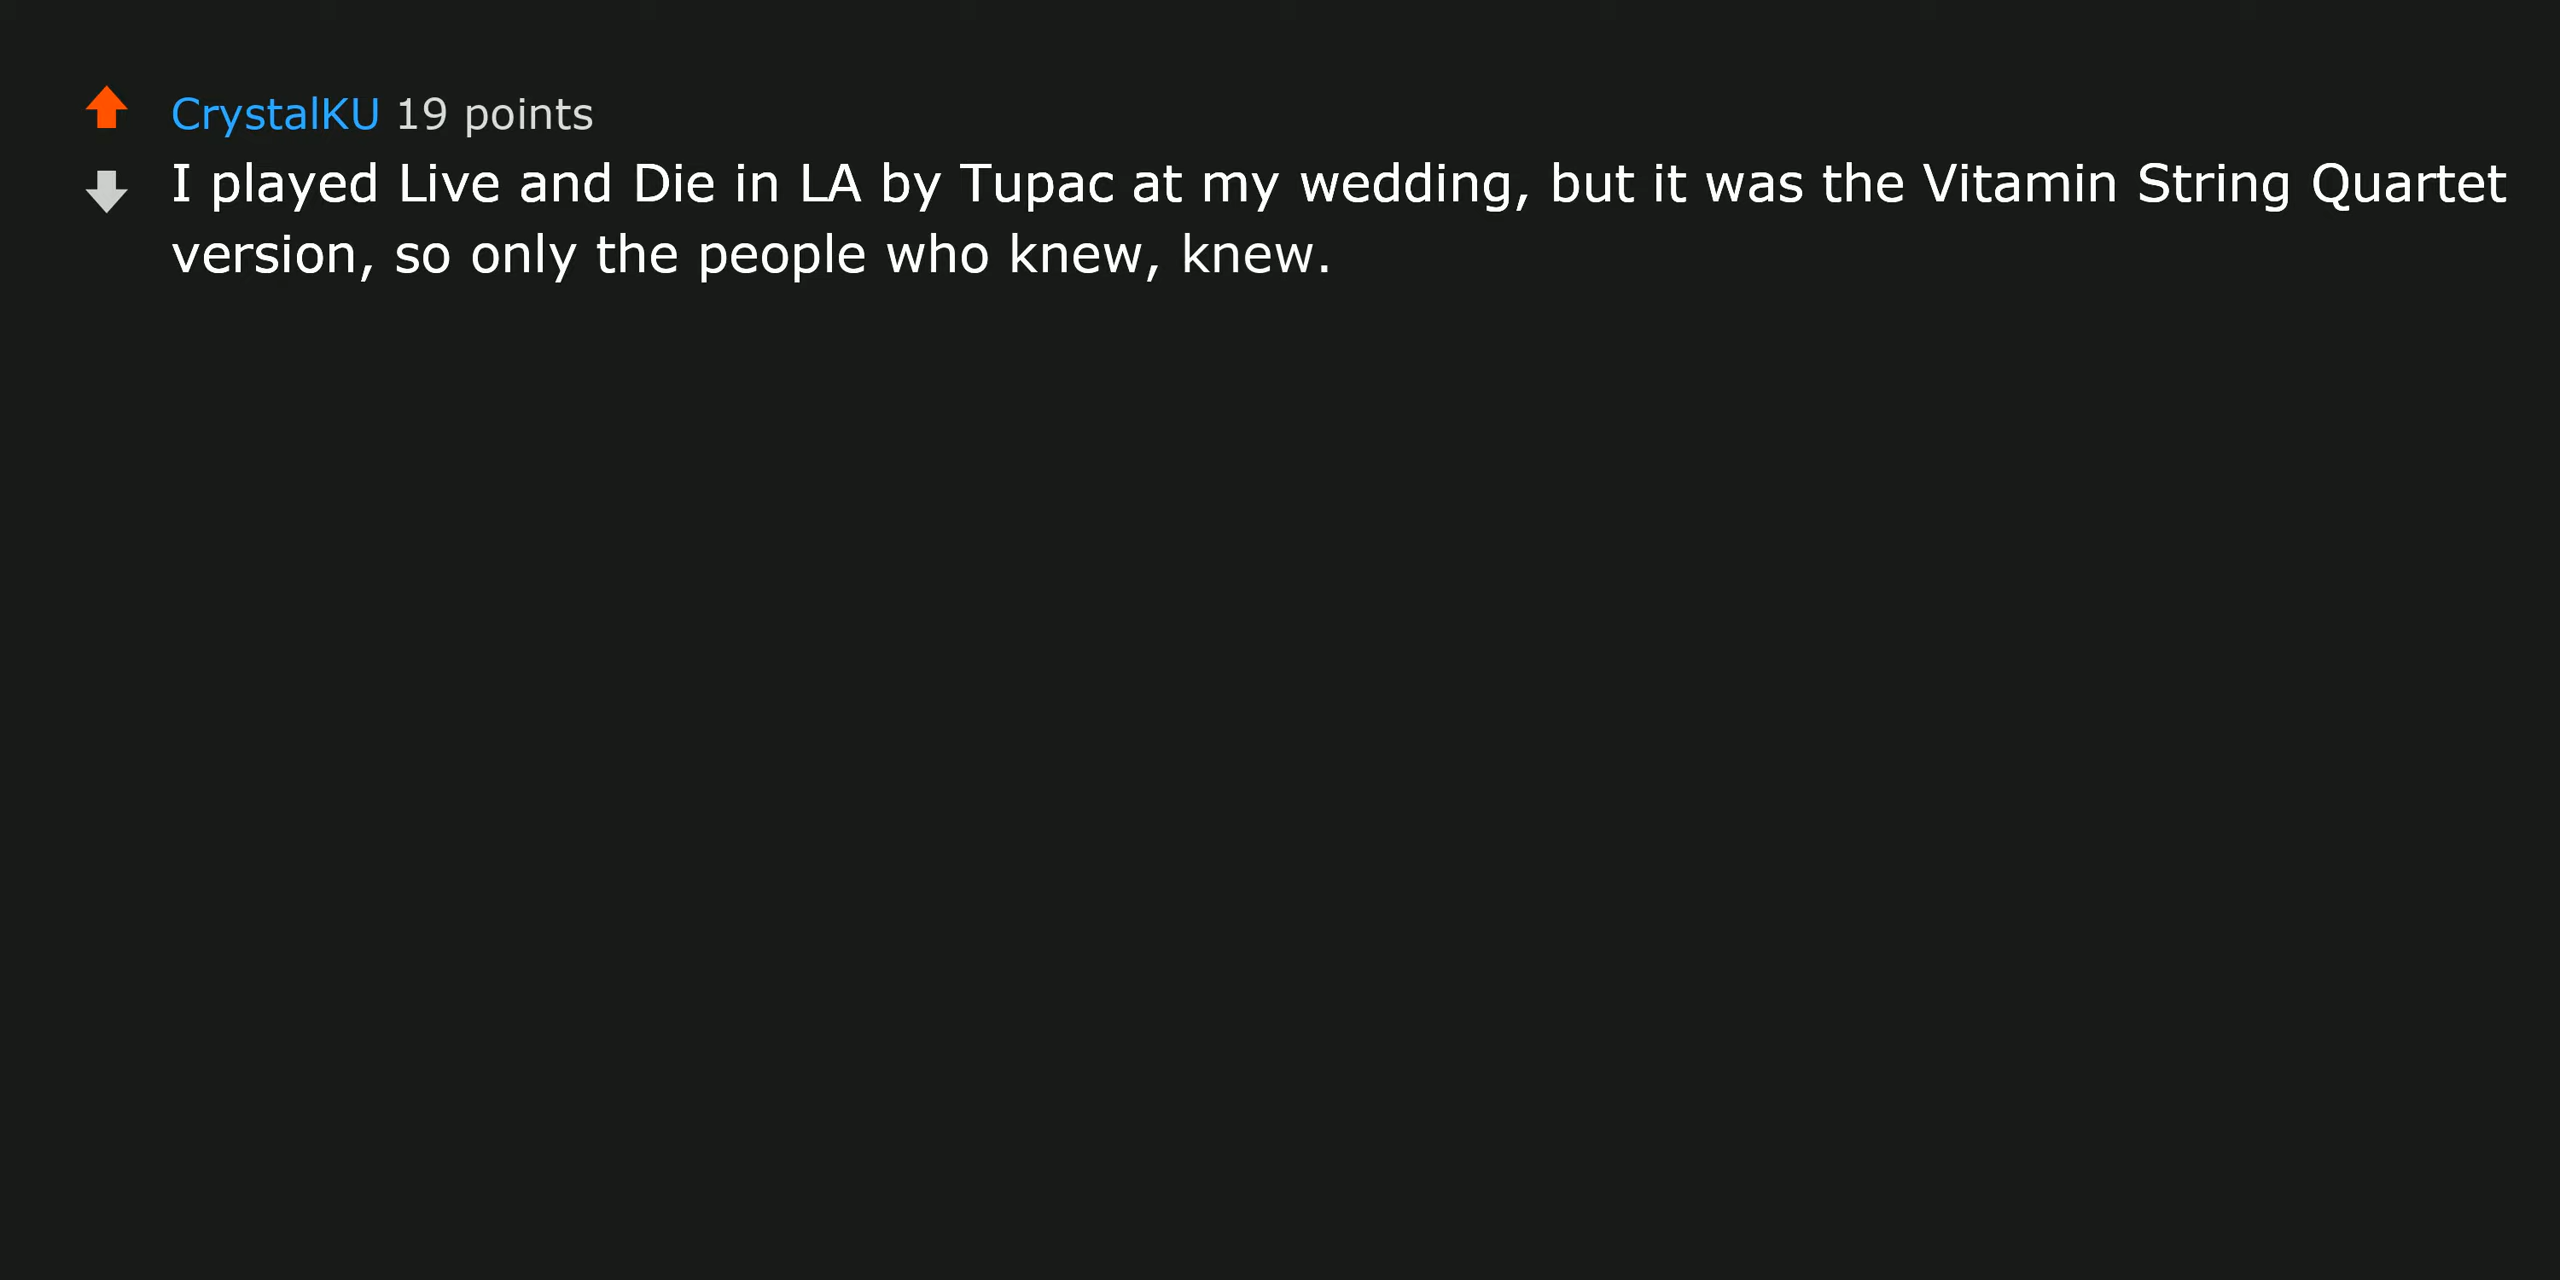 CrystalKU 19 points
I played Live and Die in LA by Tupac at my wedding, but it was the Vitamin String Quartet
version, so only the people who knew, knew.